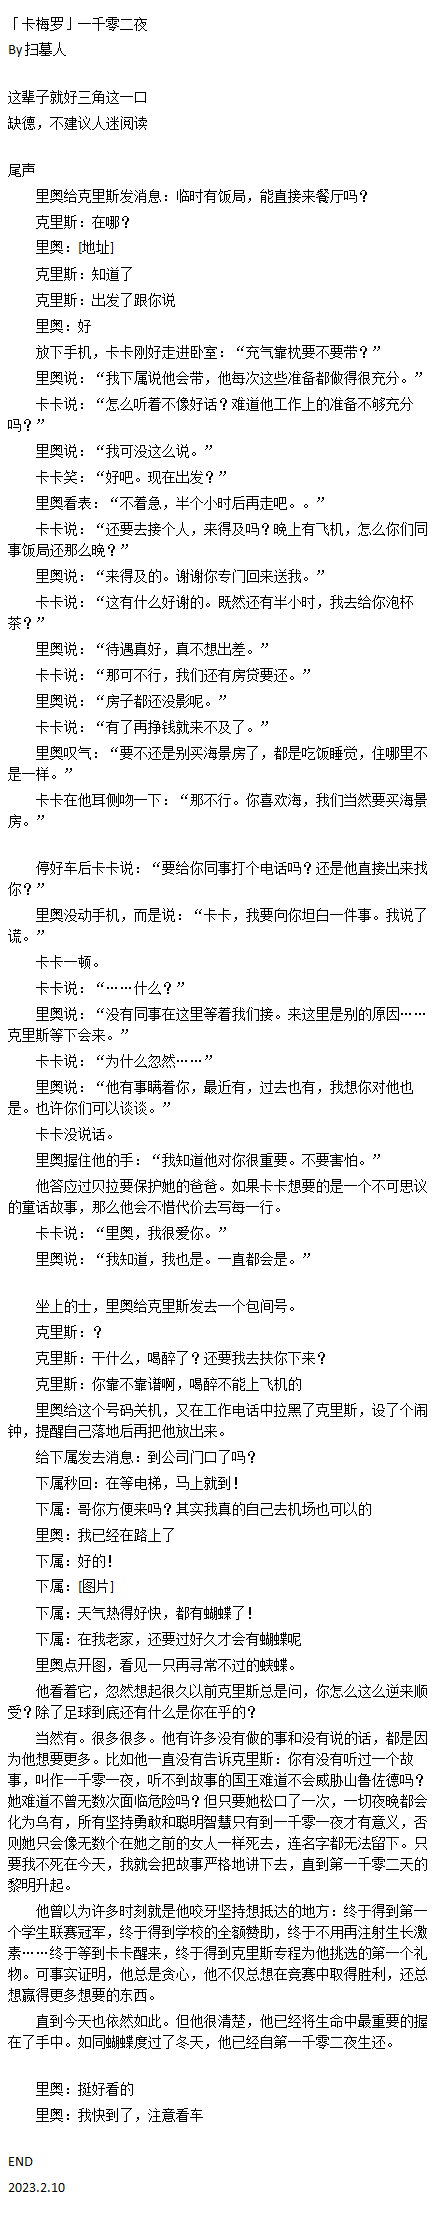 「卡梅罗」一千零二夜
By 扫墓人
这辈子就好三角这一口
缺德，不建议人迷阅读
尾声
里奥给克里斯发消息：临时有饭局，能直接来餐厅吗？
克里斯：在哪？
里奥：[地址]
克里斯：知道了
克里斯：出发了跟你说
里奥：好
放下手机，卡卡刚好走进卧室：“充气靠枕要不要带？”
里奥说：“我下属说他会带，他每次这些准备都做得很充分。”
卡卡说：“怎么听着不像好话？难道他工作上的准备不够充分
吗？”
里奥说：“我可没这么说。”
卡卡笑：“好吧。现在出发？”
里奥看表：“不着急，半个小时后再走吧。。”
卡卡说：“还要去接个人，来得及吗？晚上有飞机，怎么你们同
事饭局还那么晚？”
里奥说：“来得及的。谢谢你专门回来送我。”
卡卡说：“这有什么好谢的。既然还有半小时，我去给你泡杯
茶？”
里奥说：“待遇真好，真不想出差。”
卡卡说：“那可不行，我们还有房贷要还。”
里奥说：“房子都还没影呢。”
卡卡说：“有了再挣钱就来不及了。”
里奥叹气：“要不还是别买海景房了，都是吃饭睡觉，住哪里不
是一样。”
卡卡在他耳侧吻一下：“那不行。你喜欢海，我们当然要买海景
房。”
停好车后卡卡说：“要给你同事打个电话吗？还是他直接出来找
你？”
里奥没动手机，而是说：“卡卡，我要向你坦白一件事。我说了
谎。”
卡卡一顿。
卡卡说：“……什么？”
里奥说：“没有同事在这里等着我们接。来这里是别的原因……
克里斯等下会来。”
卡卡说：“为什么忽然……”
里奥说：“他有事瞒着你，最近有，过去也有，我想你对他也
是。也许你们可以谈谈。”
卡卡没说话。
里奥握住他的手：“我知道他对你很重要。不要害怕。”
他答应过贝拉要保护她的爸爸。如果卡卡想要的是一个不可思议
的童话故事，那么他会不惜代价去写每一行。
卡卡说：“里奥，我很爱你。”
里奥说：“我知道，我也是。一直都会是。”
坐上的士，里奥给克里斯发去一个包间号。
克里斯：？
克里斯：干什么，喝醉了？还要我去扶你下来？
克里斯：你靠不靠谱啊，喝醉不能上飞机的
里奥给这个号码关机，又在工作电话中拉黑了克里斯，设了个闹
钟，提醒自己落地后再把他放出来。
给下属发去消息：到公司门口了吗？
下属秒回：在等电梯，马上就到！
下属：哥你方便来吗？其实我真的自己去机场也可以的
里奥：我已经在路上了
下属：好的！
下属：[图片]
下属：天气热得好快，都有蝴蝶了！
下属：在我老家，还要过好久才会有蝴蝶呢
里奥点开图，看见一只再寻常不过的蛱蝶。
他看着它，忽然想起很久以前克里斯总是问，你怎么这么逆来顺
受？除了足球到底还有什么是你在乎的？
当然有。很多很多。他有许多没有做的事和没有说的话，都是因
为他想要更多。比如他一直没有告诉克里斯：你有没有听过一个故
事，叫作一千零一夜，听不到故事的国王难道不会威胁山鲁佐德吗？
她难道不曾无数次面临危险吗？但只要她松口了一次，一切夜晚都会
化为乌有，所有坚持勇敢和聪明智慧只有到一千零一夜才有意义，否
则她只会像无数个在她之前的女人一样死去，连名字都无法留下。只
要我不死在今天，我就会把故事严格地讲下去，直到第一千零二天的
黎明升起。
他曾以为许多时刻就是他咬牙坚持想抵达的地方：终于得到第一
个学生联赛冠军，终于得到学校的全额赞助，终于不用再注射生长激
素……终于等到卡卡醒来，终于得到克里斯专程为他挑选的第一个礼
物。可事实证明，他总是贪心，他不仅总想在竞赛中取得胜利，还总
想赢得更多想要的东西。
直到今天也依然如此。但他很清楚，他已经将生命中最重要的握
在了手中。如同蝴蝶度过了冬天，他已经自第一千零二夜生还。
里奥：挺好看的
里奥：我快到了，注意看车
END
2023.2.10